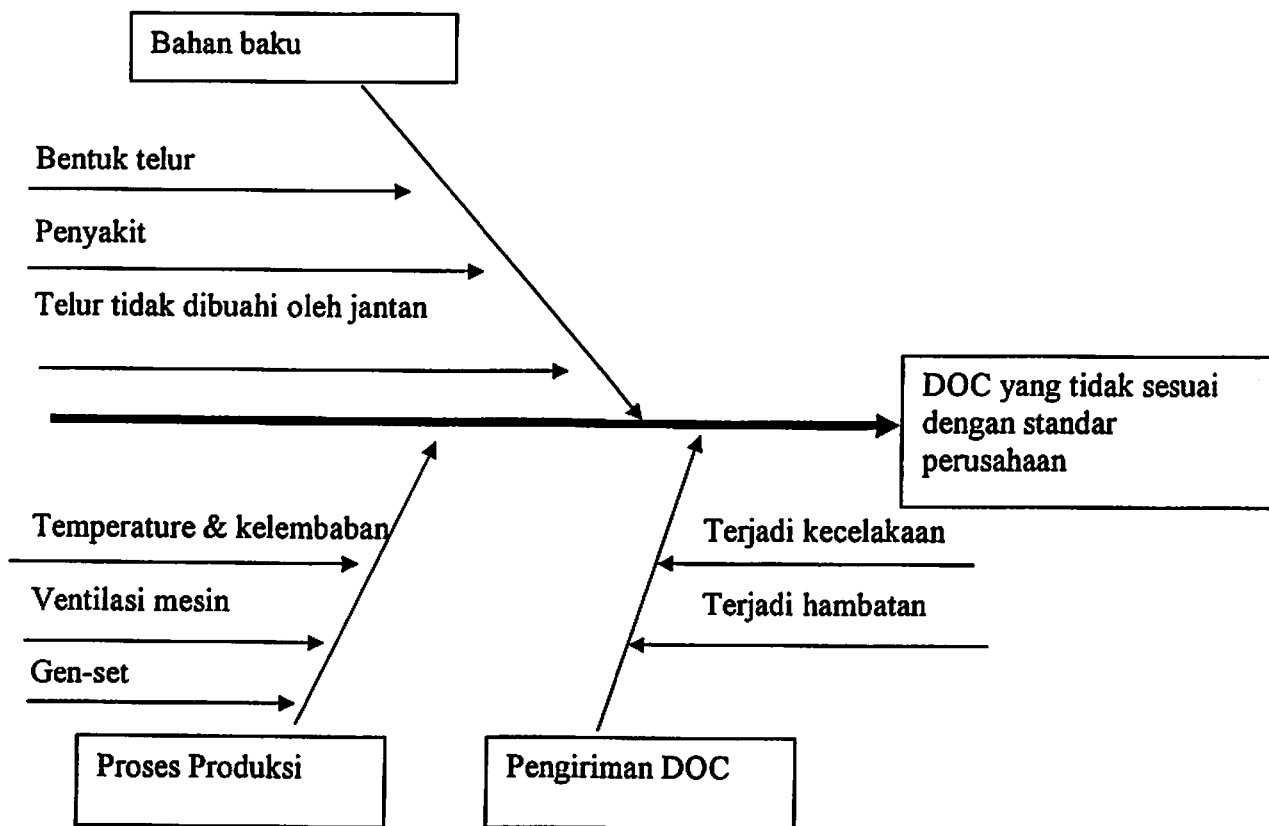 Bahan baku
Bentuk telur
Penyakit
Telur tidak dibuahi oleh jantan
DOC yang tidak sesuai
dengan standar
perusahaan
Temperature & kelembaban
Ventilasi mesin
Gen-set
Terjadi kecelakaan
Terjadi hambatan
Proses Produksi
Pengiriman DOC